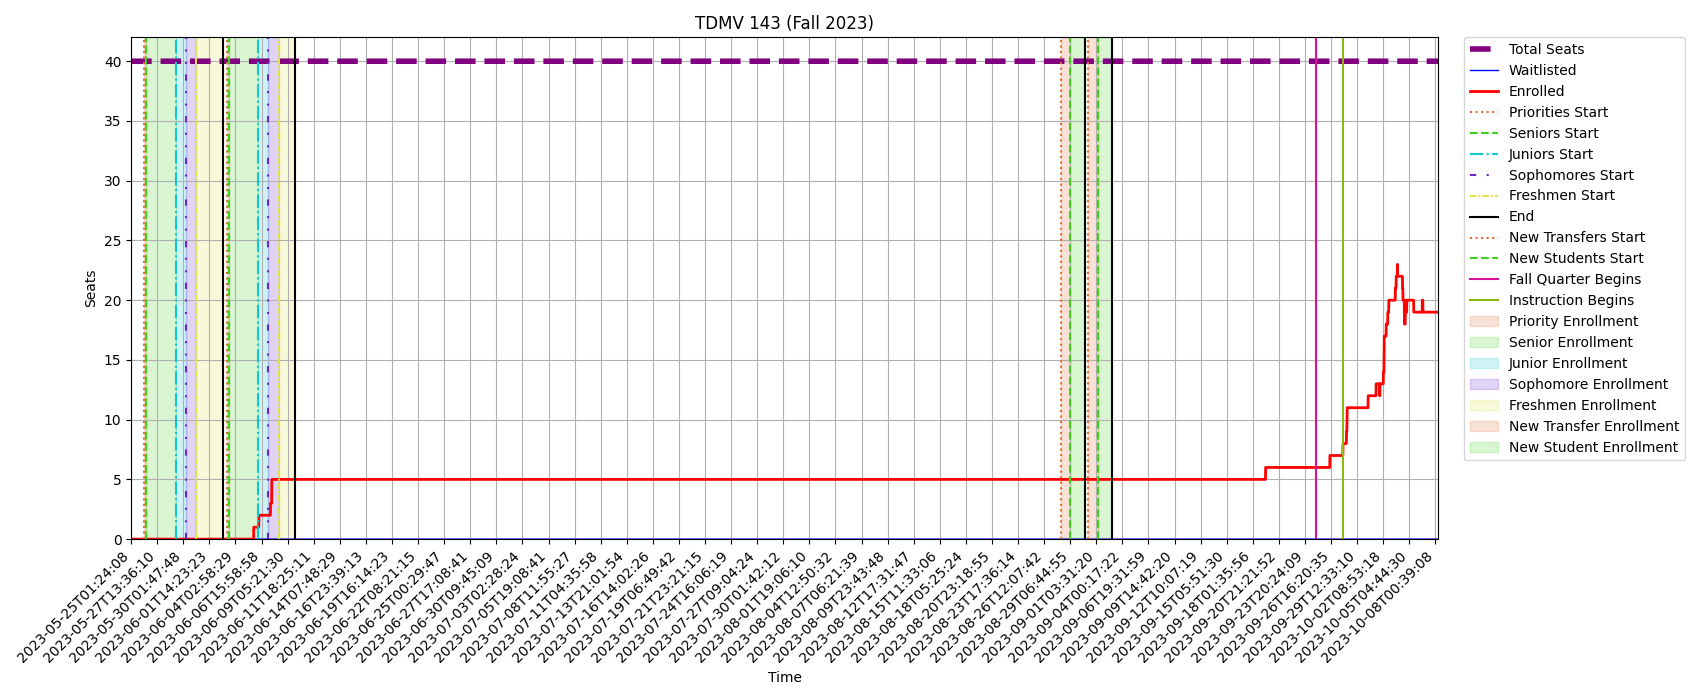 TDMV 143 (Fall 2023)
Seats
40
35
30
25
20
15
10
5
0
2023-05-25T01:24:08
2023-05-27T13:36:10
2023-05-30T01:47:48
2023-06-01T14:23:23
2023-06-04T02:58:29
2023-06-06T15:58:58
2023-06-09T05:21:30
2023-06-11T18:25:11
2023-06-14T07:48:29
2023-06-16T23:39:13
2023-06-19T16:14:23
2023-06-22T08:21:15
2023-06-25T00:29:47
2023-06-27T17:08:41
2023-06-30T09:45:09
2023-07-03T02:28:24
2023-07-05T19:08:41
2023-07-08T11:55:27
2023-07-11T04:35:58
2023-07-13T21:01:54
2023-07-16T14:02:26
2023-07-19T06:49:42
2023-07-21T23:21:15
2023-07-24T16:06:19
2023-07-27T09:04:24
2023-07-30T01:42:12
2023-08-01T19:06:10
2023-08-04T12:50:32
2023-08-07T06:21:39
2023-08-09T23:43:48
2023-08-12T17:31:47
2023-08-15T11:33:06
2023-08-18T05:25:24
2023-08-20T23:18:55
2023-08-23T17:36:14
2023-08-26T12:07:42
2023-08-29T06:44:55
2023-09-01T03:31:20
2023-09-04T00:17:22
2023-09-06T19:31:59
2023-09-09T14:42:20
2023-09-12T10:07:19
2023-09-15T05:51:30
2023-09-18T01:35:56
2023-09-20T21:21:52
2023-09-23T20:24:09
2023-09-26T16:20:35
2023-09-29T12:33:10
2023-10-02T08:53:18
2023-10-05T04:44:30
2023-10-08T00:39:08
Time
Total Seats
Waitlisted
Enrolled
Priorities Start
Seniors Start
Juniors Start
Sophomores Start
Freshmen Start
End
New Transfers Start
New Students Start
Fall Quarter Begins
Instruction Begins
Priority Enrollment
Senior Enrollment
Junior Enrollment
Sophomore Enrollment
Freshmen Enrollment
New Transfer Enrollment
New Student Enrollment